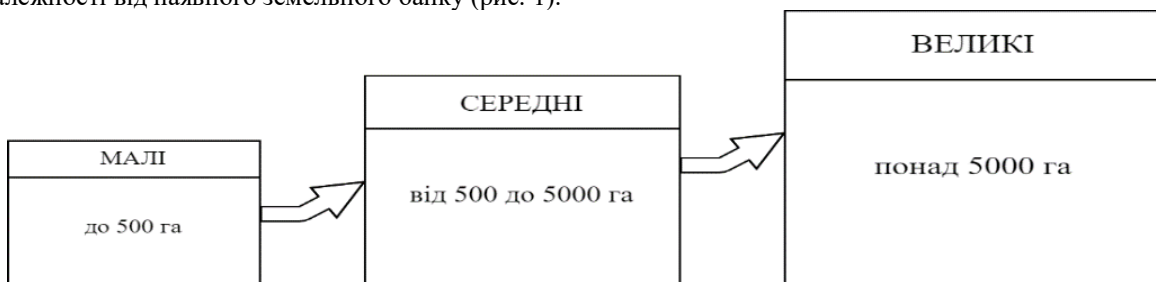 від наявного земельного банку (рис. 1).
ВЕЛИКІ
СЕРЕДНІ
МАЛІ
понад 5000 га
від 500 до 5000 га
до 500 га